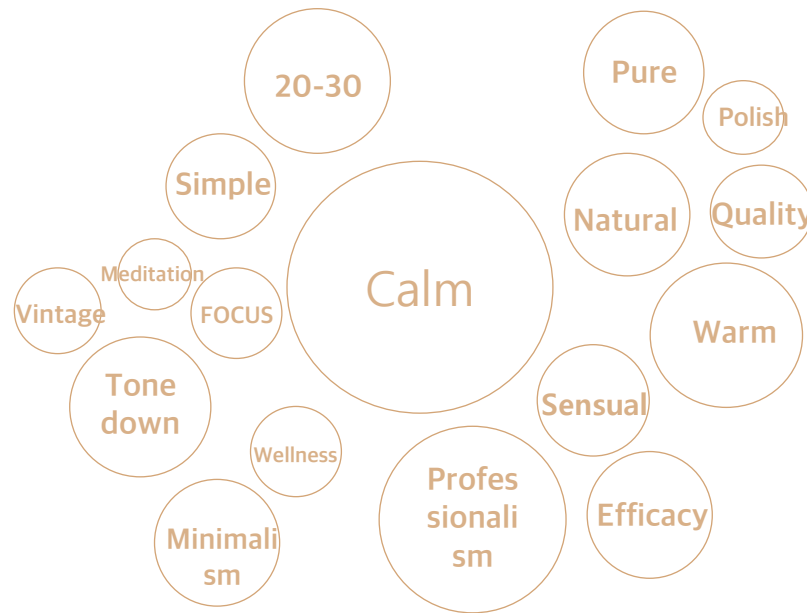 20-30
Pure
Polish
Simple
Natural
Quality
Meditation
Calm
Vintage
FOCUS
Warm
Tone
down
Sensual
Wellness
Profes
sionali
sm
Efficacy
Minimali
sm